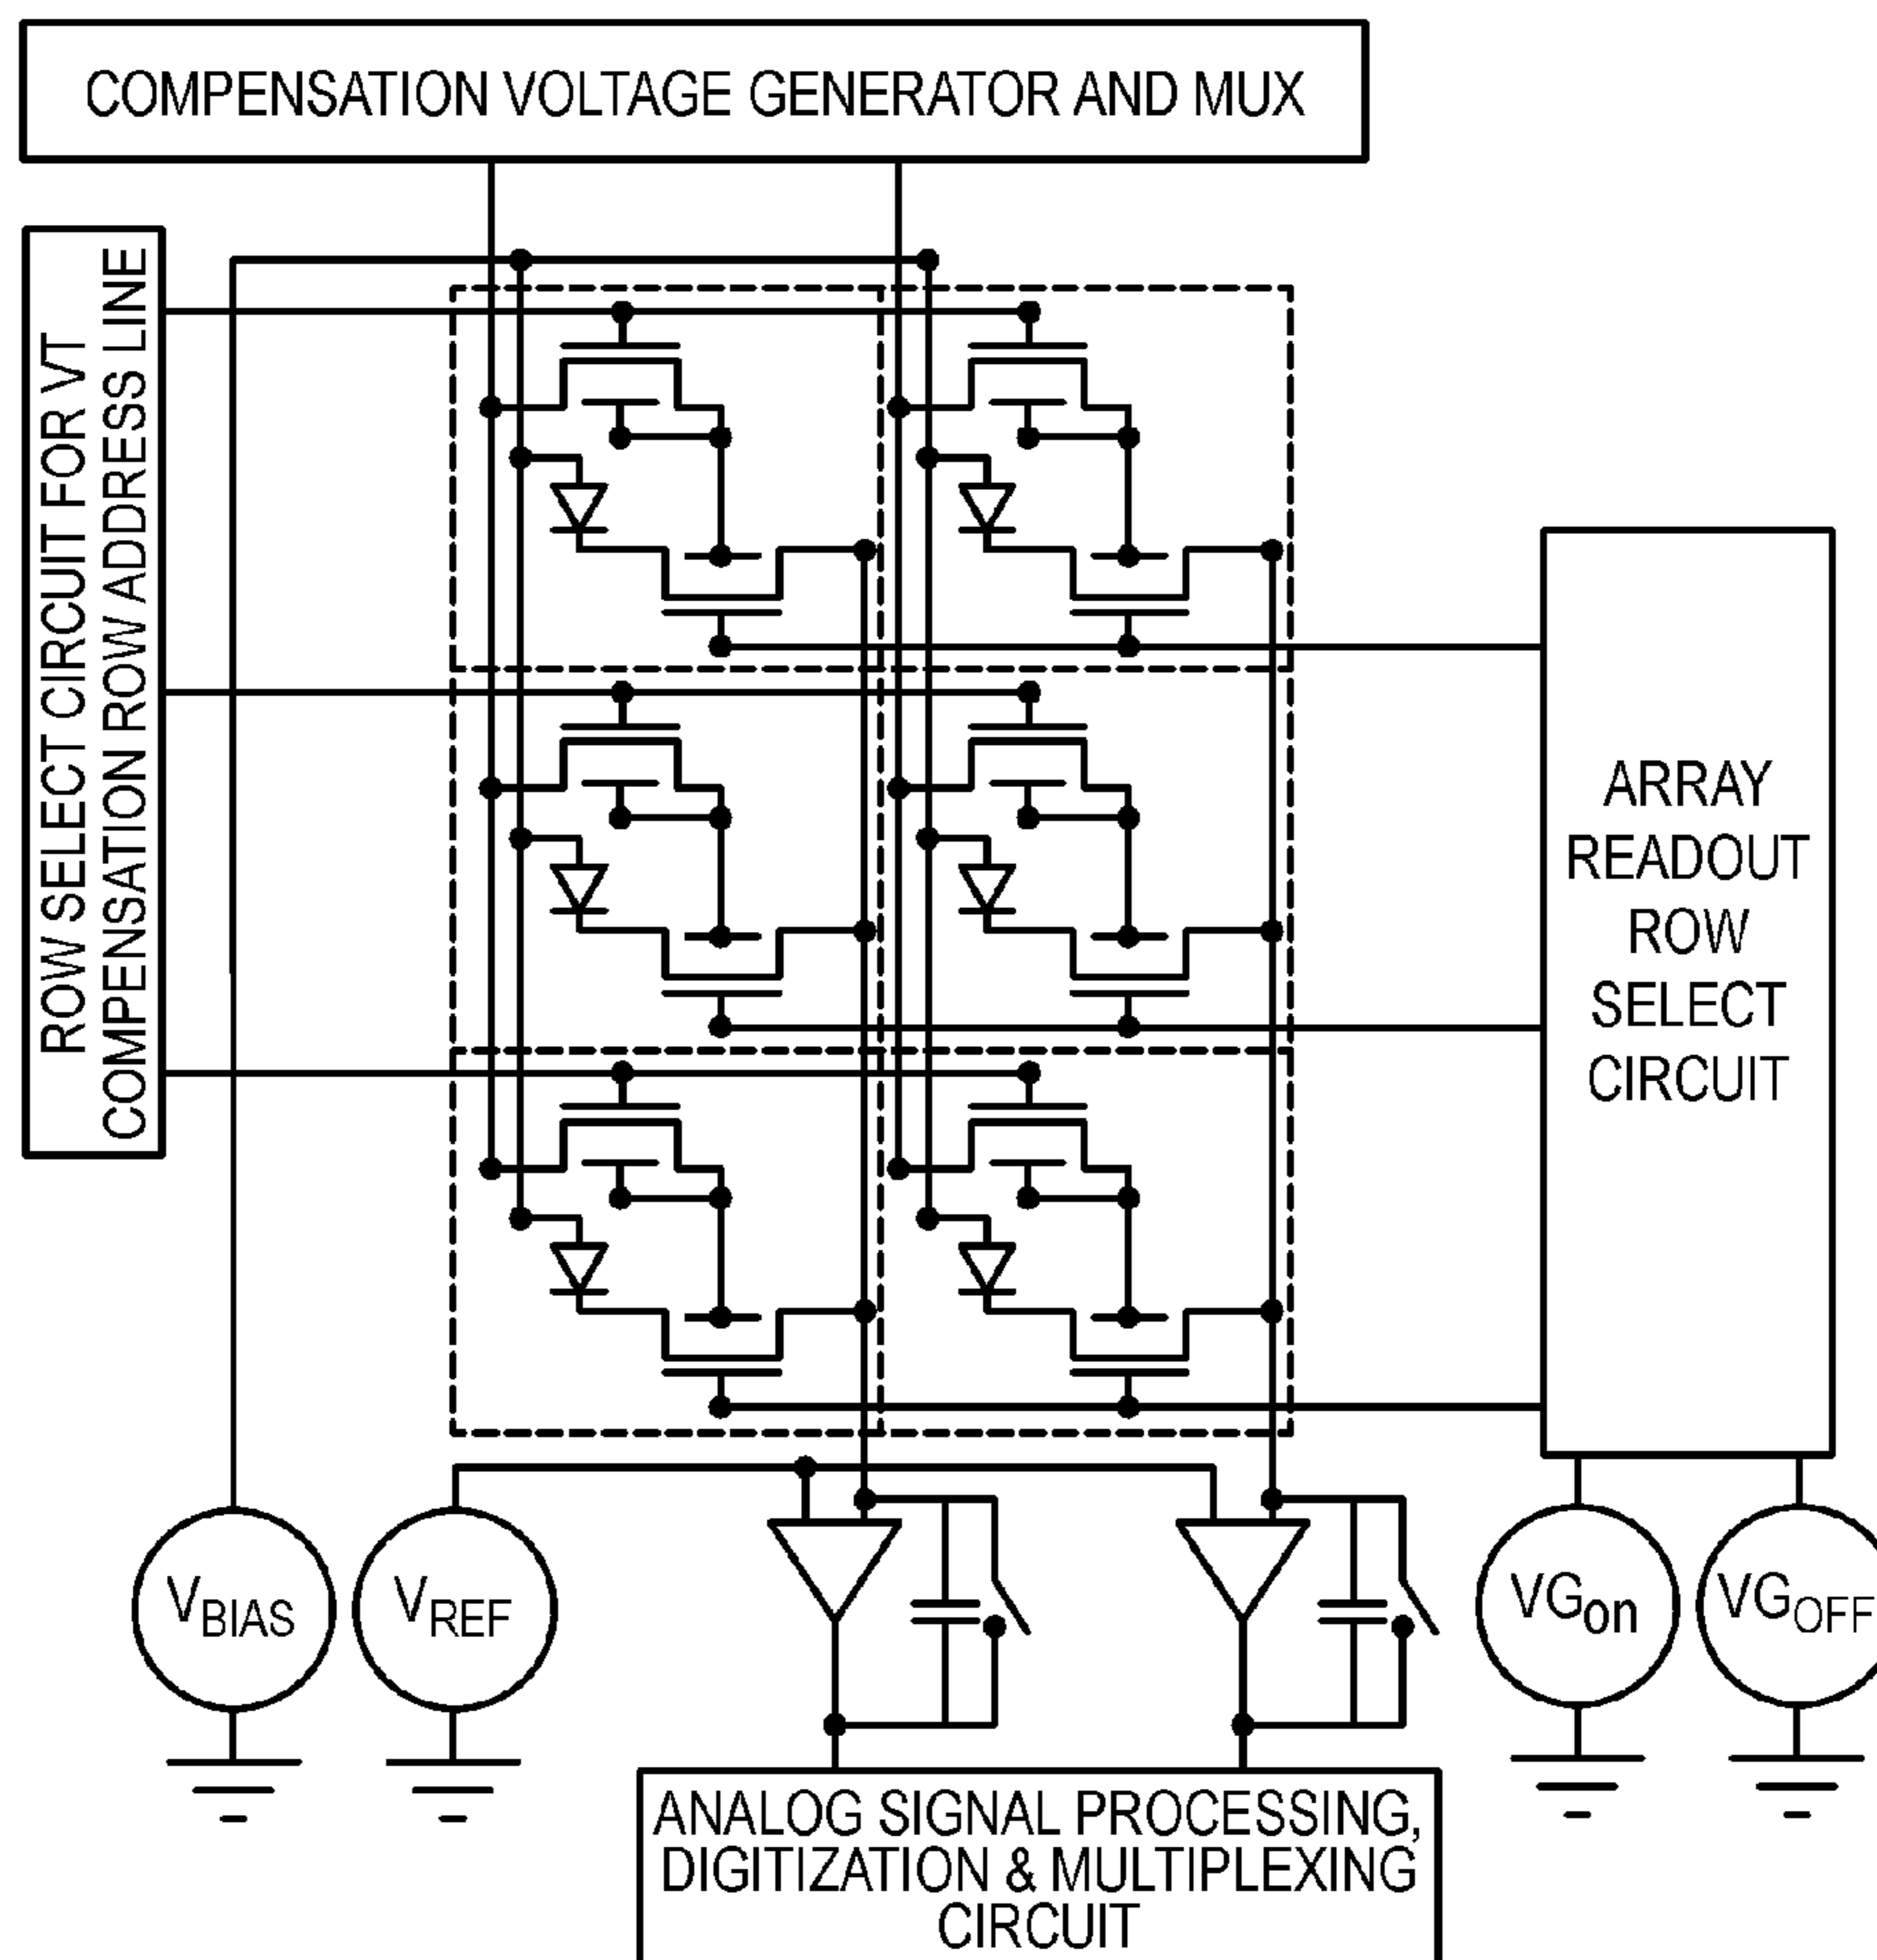 COMPENSATION VOLTAGE GENERATOR AND MUX
ROW SELECT CIRCUIT FOR VT
COMPENSATION ROW ADDRESS LINE
ARRAY
READOUT
ROW
SELECT
CIRCUIT
VBIAS
VREF
VGon
VGOFF
ANALOG SIGNAL PROCESSING,
DIGITIZATION & MULTIPLEXING
CIRCUIT